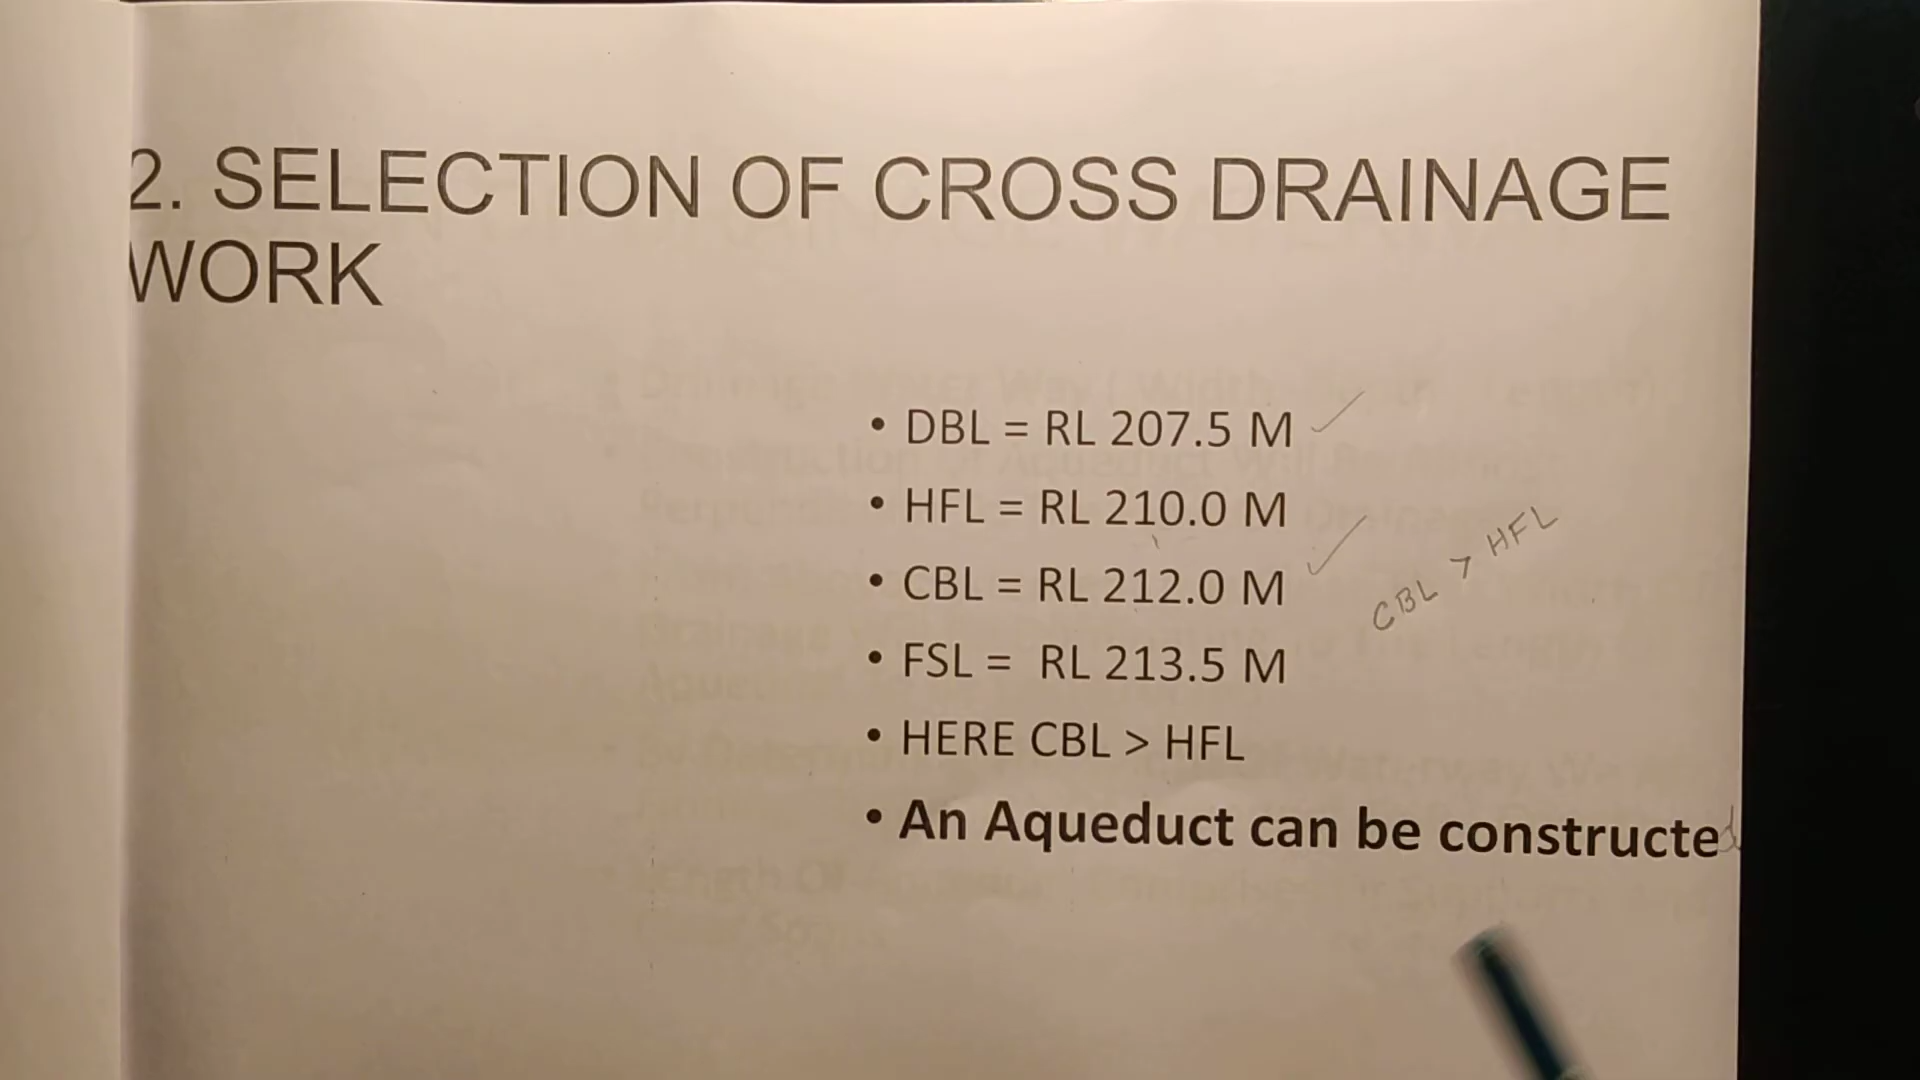 2. SELECTION OF CROSS DRAINAGE
WORK
• DBL = RL 207.5 M
• HFL = RL 210.0 M
• CBL = RL 212.0 M
CBL > HFL
• FSL = RL 213.5 M
• HERE CBL > HFL
• An Aqueduct can be constructed